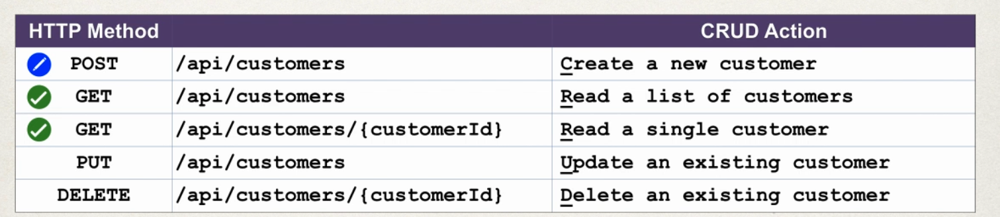 HTTP Method CRUD Action
POST /api/customers Create a new customer
GET /api/customers Read a list of customers
GET /api/customers/{customerId} Read a single customer
PUT /api/customers Update an existing customer
DELETE /api/customers/{customerId} Delete an existing customer